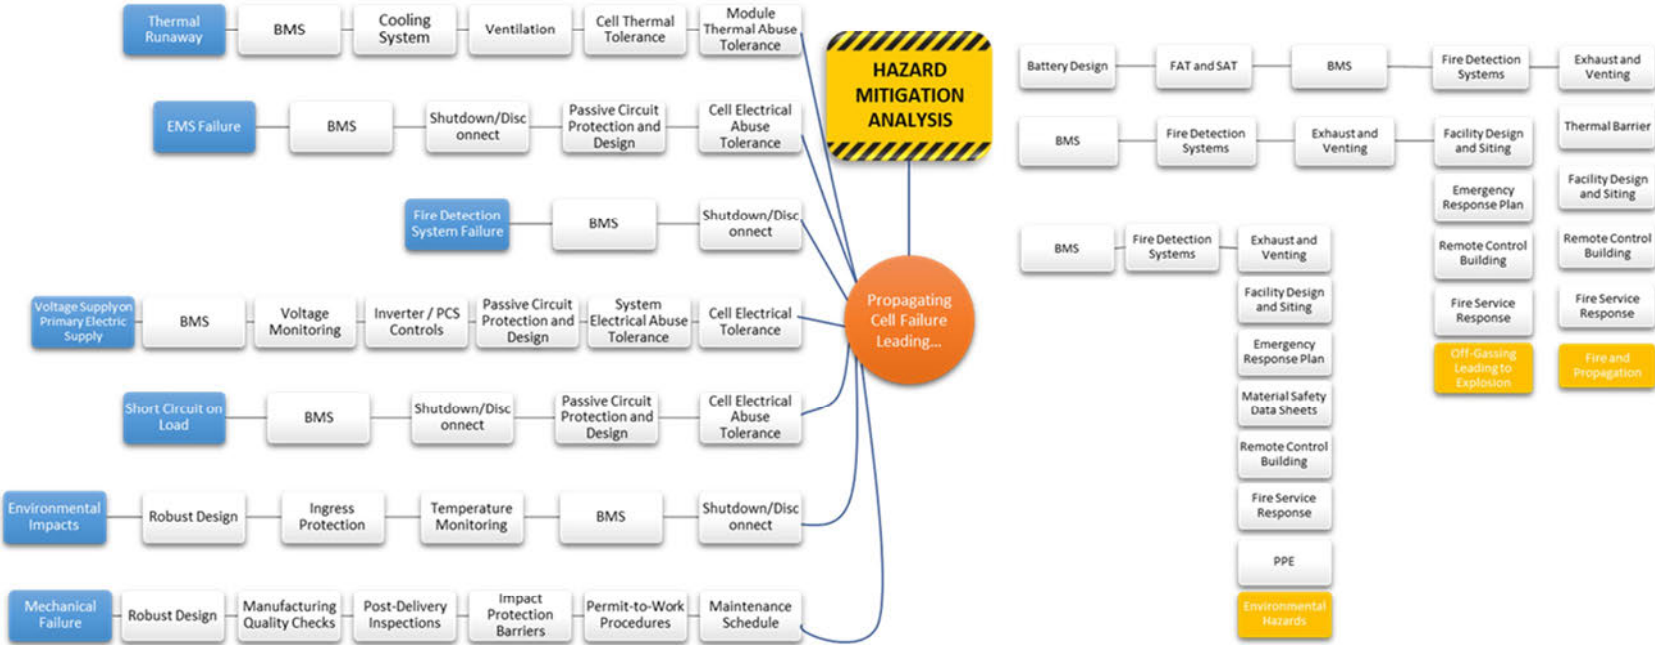 Thermal
Runaway
BMS
Cooling
System
Ventilation
Cell Thermal
Tolerance
Module
Thermal Abuse
Tolerance
EMS Failure
BMS
Shutdown/Disc
onnect
Passive Circuit
Protection and
Design
Cell Electrical
Abuse
Tolerance
Fire Detection
System Failure
BMS
Shutdown/Disc
onnect
Voltage Supply on
Primary Electric
Supply
BMS
Voltage
Monitoring
Inverter / PCS
Controls
Passive Circuit
Protection and
Design
System
Electrical Abuse
Tolerance
Cell Electrical
Tolerance
Short Circuit on
Load
BMS
Shutdown/Disc
onnect
Passive Circuit
Protection and
Design
Cell Electrical
Abuse
Tolerance
Environmental
Impacts
Robust Design
Ingress
Protection
Temperature
Monitoring
BMS
Shutdown/Disc
onnect
Mechanical
Failure
Robust Design
Manufacturing
Quality Checks
Post-Delivery
Inspections
Impact
Protection
Barriers
Permit-to-Work
Procedures
Maintenance
Schedule
HAZARD
MITIGATION
ANALYSIS
Propagating
Cell Failure
Leading...
Battery Design
FAT and SAT
BMS
Fire Detection
Systems
Exhaust and
Venting
Thermal Barrier
Facility Design
and Siting
Remote Control
Building
Fire Service
Response
Fire and
Propagation
BMS
Fire Detection
Systems
Exhaust and
Venting
Facility Design
and Siting
Emergency
Response Plan
Remote Control
Building
Fire Service
Response
Off-Gassing
Leading to
Explosion
BMS
Fire Detection
Systems
Exhaust and
Venting
Facility Design
and Siting
Emergency
Response Plan
Material Safety
Data Sheets
Remote Control
Building
Fire Service
Response
PPE
Environmental
Hazards